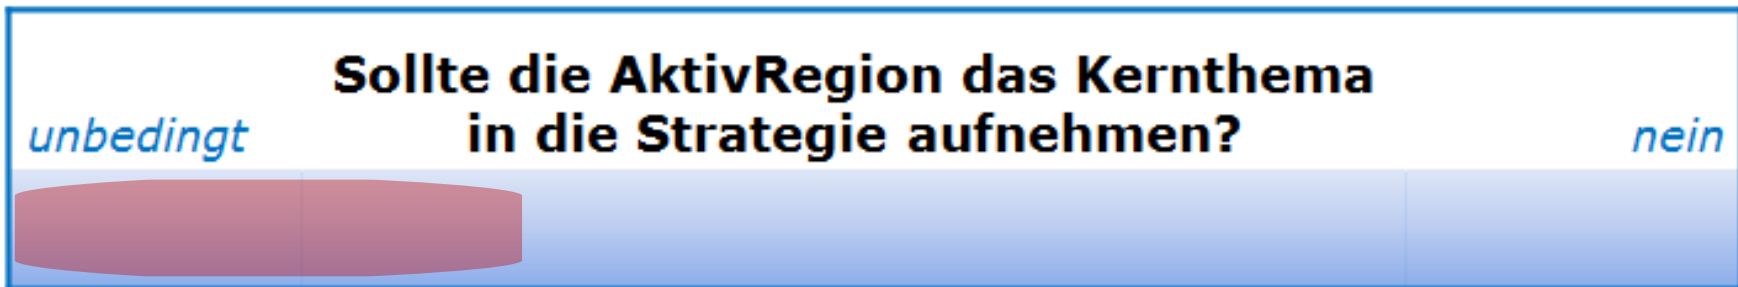 Sollte die AktivRegion das Kernthema
unbedingt in die Strategie aufnehmen? nein